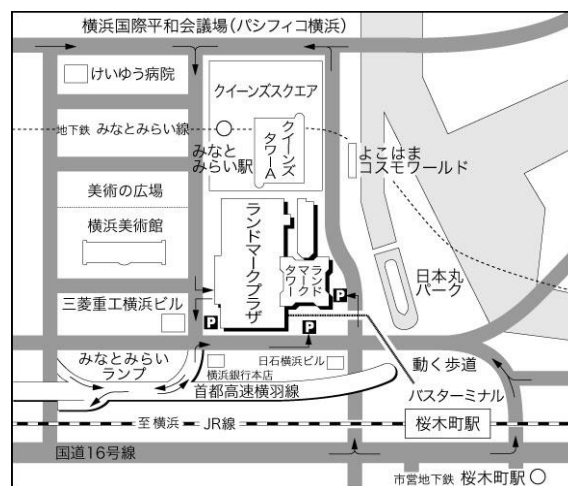 横浜国際平和会議場（パシフィコ横浜）
けいゆう病院
クイーンズスクエア
地下鉄 みなとみらい線
みなと
みらい駅
クイーンズ
タワーA
よこはま
コスモワールド
美術の広場
横浜美術館
ランドマークプラザ
ランド
マーク
タワー
日本丸
パーク
三菱重工横浜ビル
P
P
P
みなとみらい
ランプ
横浜銀行本店
日石横浜ビル
動く歩道
首都高速横羽線
バスターミナル
至横浜
JR線
桜木町駅
国道16号線
市営地下鉄 桜木町駅